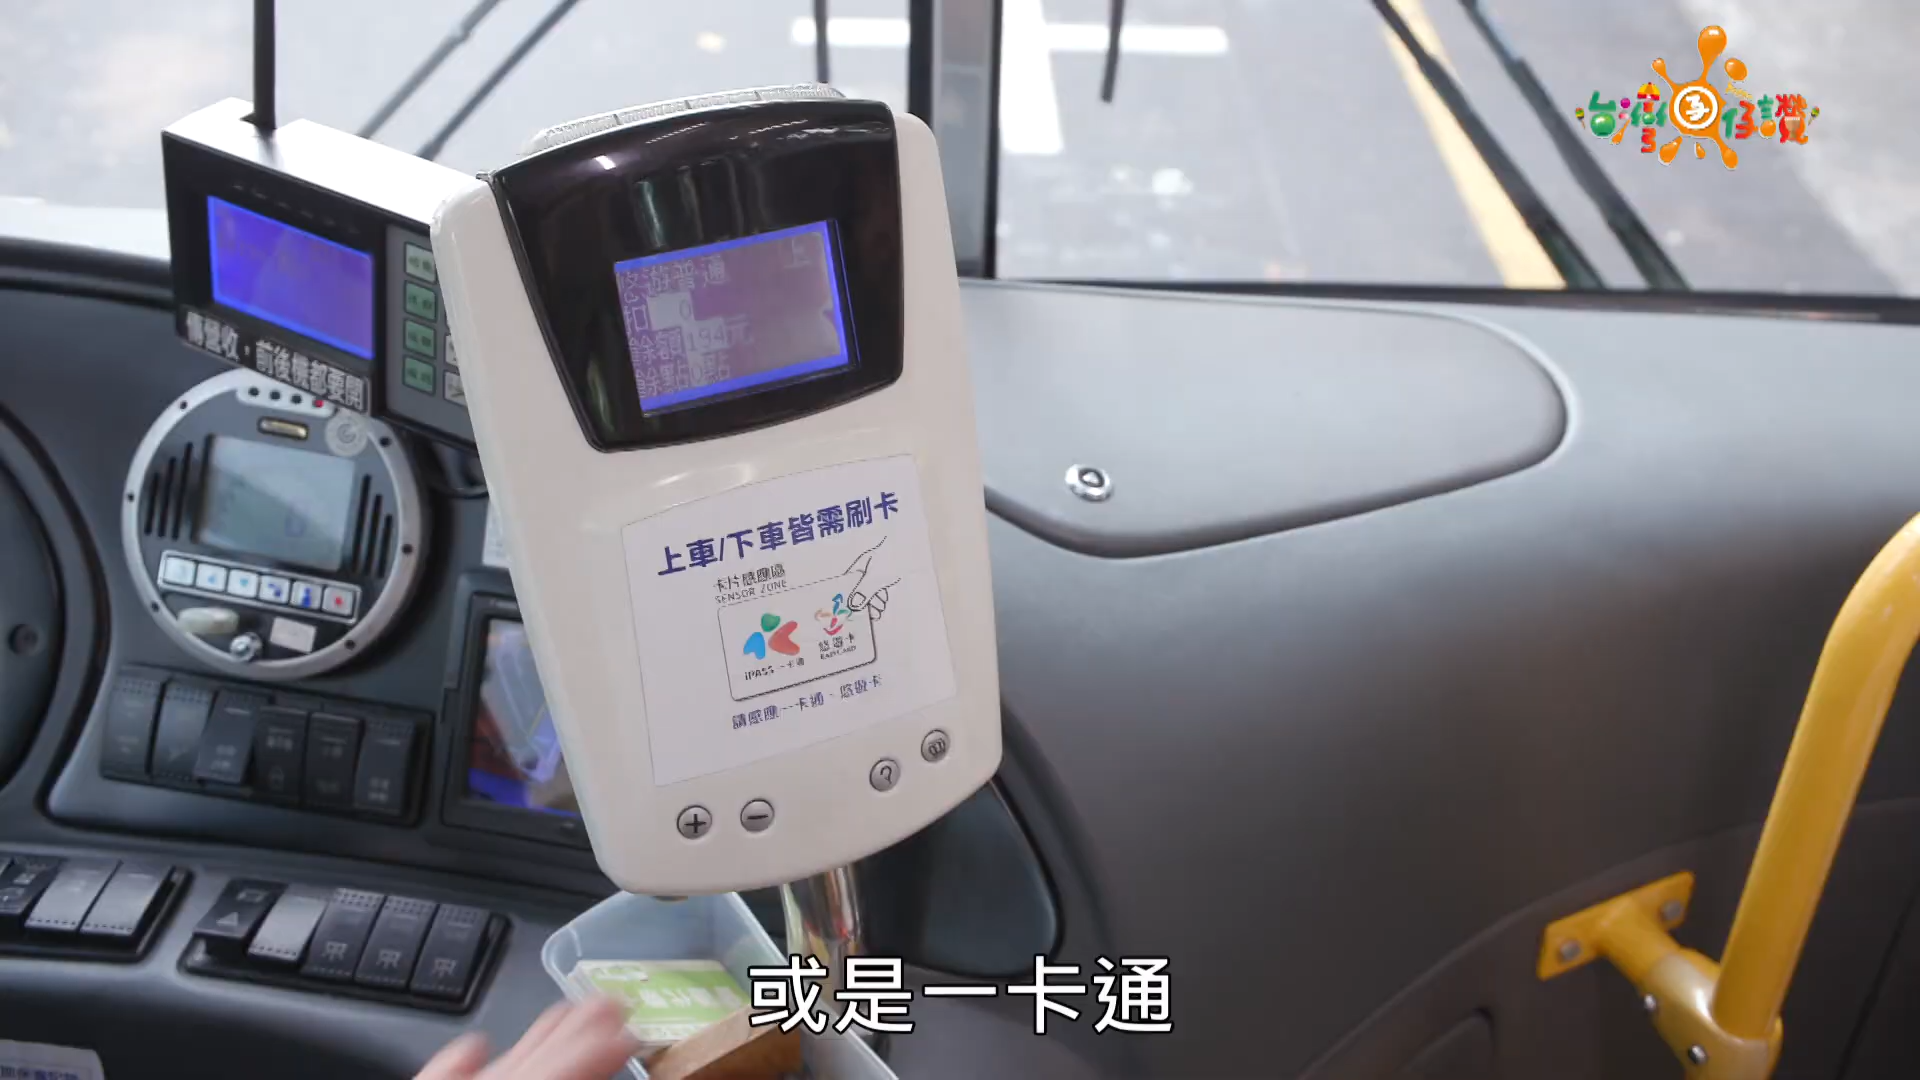 台灣囝仔讚
悠遊普通 上
扣 0
餘額194元
餘點0點
傳營收，前後機都要開
上車/下車皆需刷卡
卡片感應區
SENSOR ZONE
iPASS 一卡通
悠遊卡
EASYCARD
請感應一卡通、悠遊卡
或是一卡通